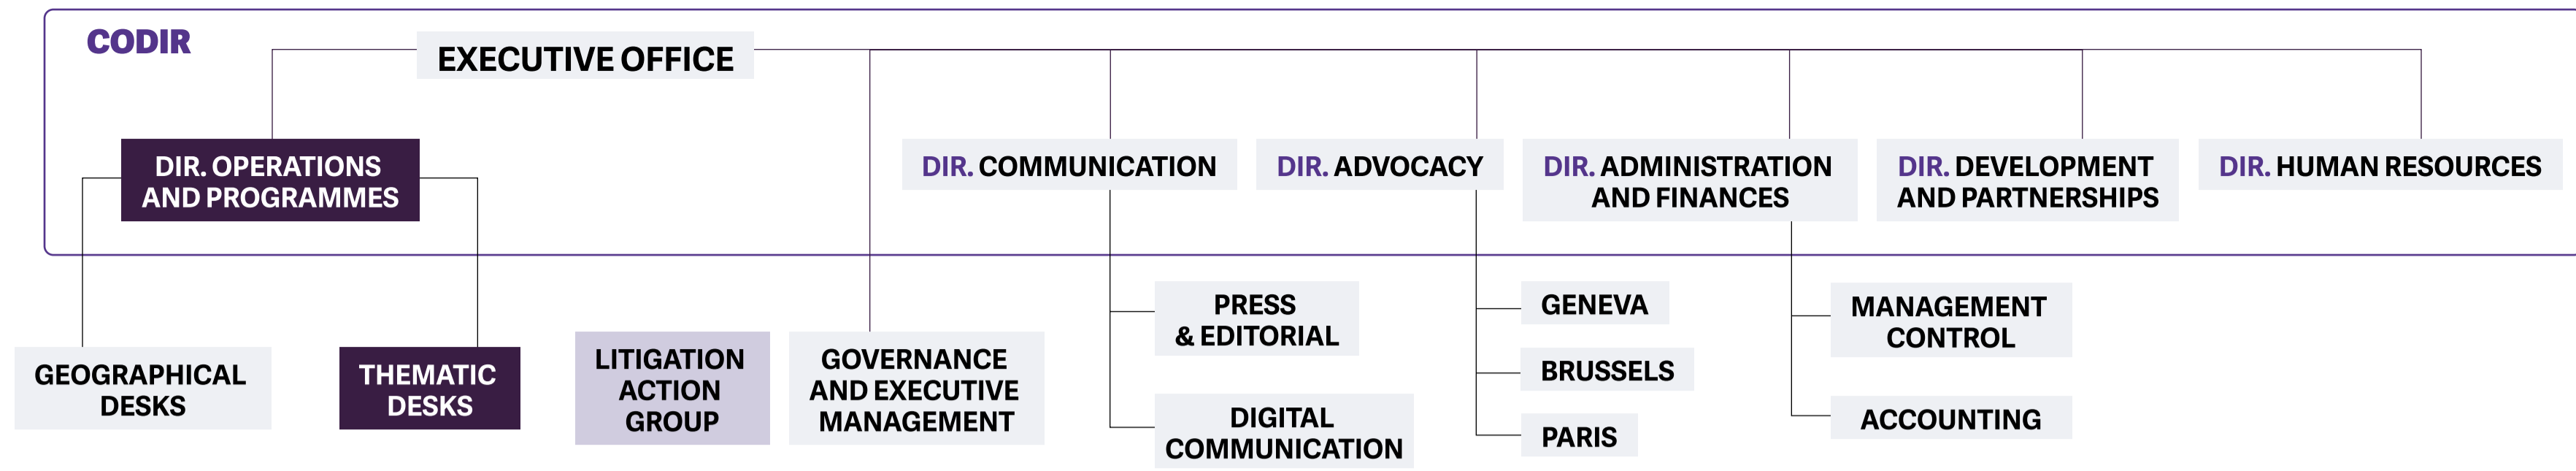 CODIR
EXECUTIVE OFFICE
DIR. OPERATIONS
AND PROGRAMMES
DIR. COMMUNICATION
DIR. ADVOCACY
DIR. ADMINISTRATION
AND FINANCES
DIR. DEVELOPMENT
AND PARTNERSHIPS
DIR. HUMAN RESOURCES
GEOGRAPHICAL
DESKS
THEMATIC
DESKS
LITIGATION
ACTION
GROUP
GOVERNANCE
AND EXECUTIVE
MANAGEMENT
PRESS
& EDITORIAL
DIGITAL
COMMUNICATION
GENEVA
BRUSSELS
PARIS
MANAGEMENT
CONTROL
ACCOUNTING